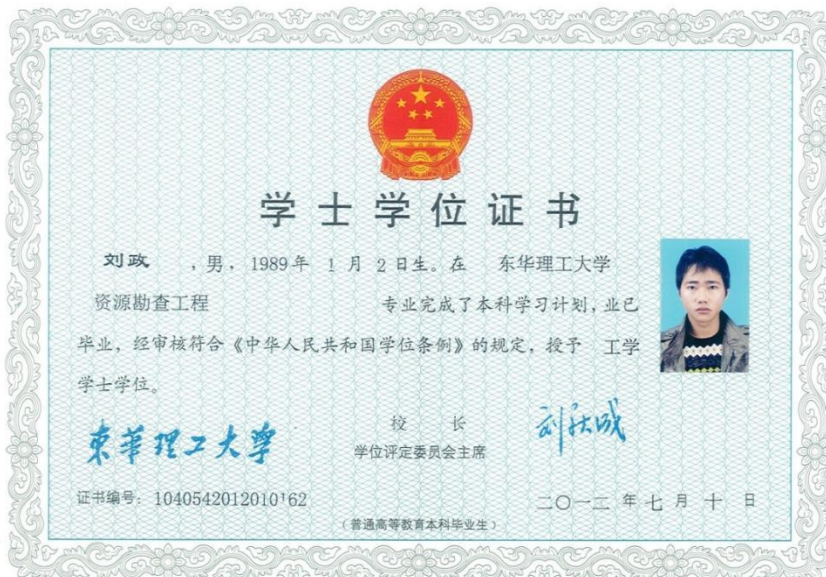 学士学位证书
刘政 ，男，1989年 1 月 2 日生。在 东华理工大学
资源勘查工程 专业完成了本科学习计划，业已
毕业，经审核符合《中华人民共和国学位条例》的规定，授予 工学
学士学位。
東華理工大學
校 长
学位评定委员会主席
证书编号：1040542012010162
二〇一二 年 七 月 十 日
（普通高等教育本科毕业生）